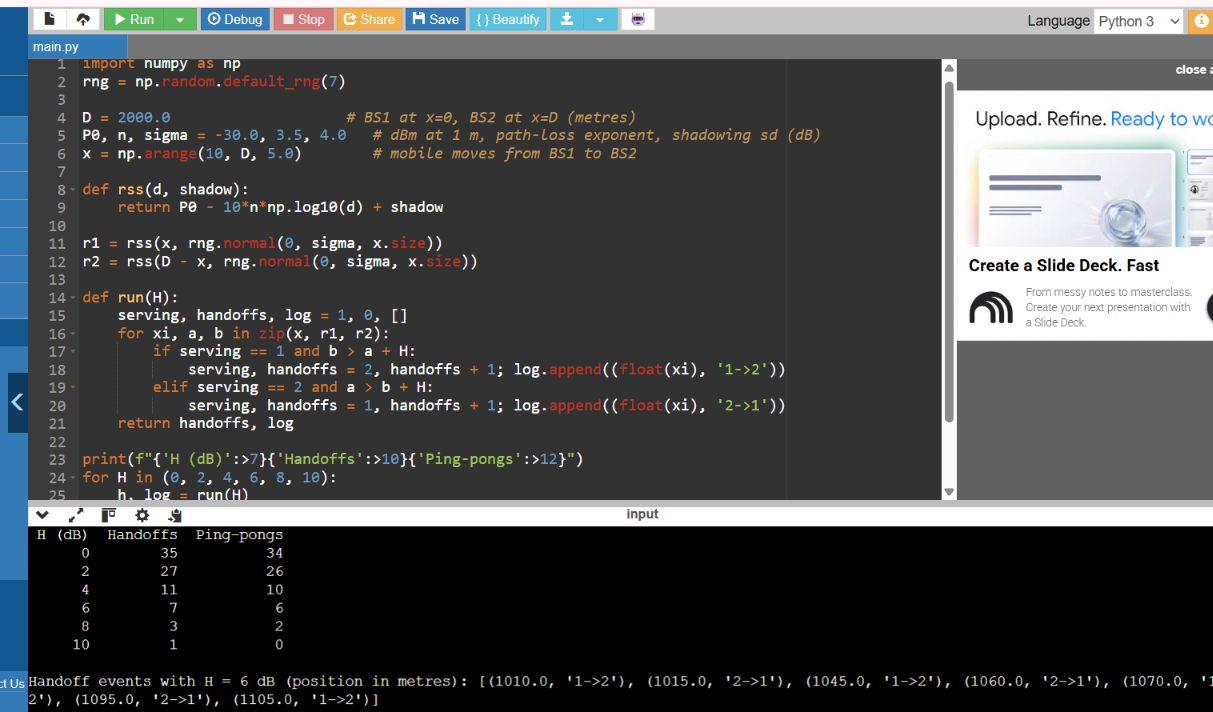 Run Debug Stop Share Save { } Beautify
Language Python 3
main.py
1 import numpy as np
2 rng = np.random.default_rng(7)
3
4 D = 2000.0 # BS1 at x=0, BS2 at x=D (metres)
5 P0, n, sigma = -30.0, 3.5, 4.0 # dBm at 1 m, path-loss exponent, shadowing sd (dB)
6 x = np.arange(10, D, 5.0) # mobile moves from BS1 to BS2
7
8 def rss(d, shadow):
9 return P0 - 10*n*np.log10(d) + shadow
10
11 r1 = rss(x, rng.normal(0, sigma, x.size))
12 r2 = rss(D - x, rng.normal(0, sigma, x.size))
13
14 def run(H):
15 serving, handoffs, log = 1, 0, []
16 for xi, a, b in zip(x, r1, r2):
17 if serving == 1 and b > a + H:
18 serving, handoffs = 2, handoffs + 1; log.append((float(xi), '1->2'))
19 elif serving == 2 and a > b + H:
20 serving, handoffs = 1, handoffs + 1; log.append((float(xi), '2->1'))
21 return handoffs, log
22
23 print(f"{'H (dB)':>7}{'Handoffs':>10}{'Ping-pongs':>12}")
24 for H in (0, 2, 4, 6, 8, 10):
25 h, log = run(H)
close
Upload. Refine. Ready to
Create a Slide Deck. Fast
From messy notes to masterclass.
Create your next presentation with
a Slide Deck.
input
H (dB) Handoffs Ping-pongs
0 35 34
2 27 26
4 11 10
6 7 6
8 3 2
10 1 0
Us
Handoff events with H = 6 dB (position in metres): [(1010.0, '1->2'), (1015.0, '2->1'), (1045.0, '1->2'), (1060.0, '2->1'), (1070.0, '1
2'), (1095.0, '2->1'), (1105.0, '1->2')]